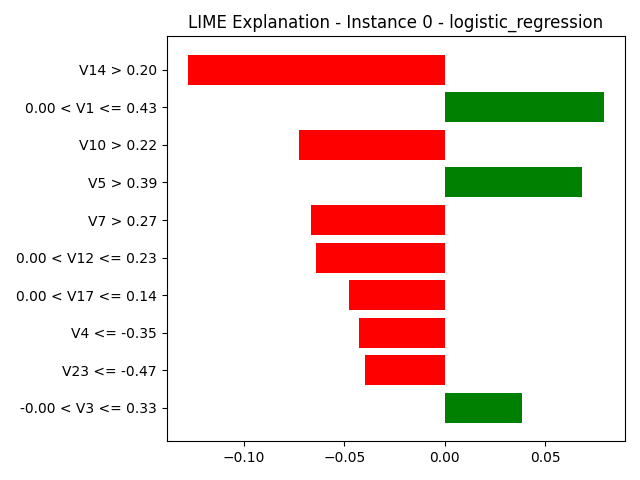 LIME Explanation - Instance 0 - logistic_regression
V14 > 0.20
0.00 < V1 <= 0.43
V10 > 0.22
V5 > 0.39
V7 > 0.27
0.00 < V12 <= 0.23
0.00 < V17 <= 0.14
V4 <= -0.35
V23 <= -0.47
-0.00 < V3 <= 0.33
−0.10 −0.05 0.00 0.05